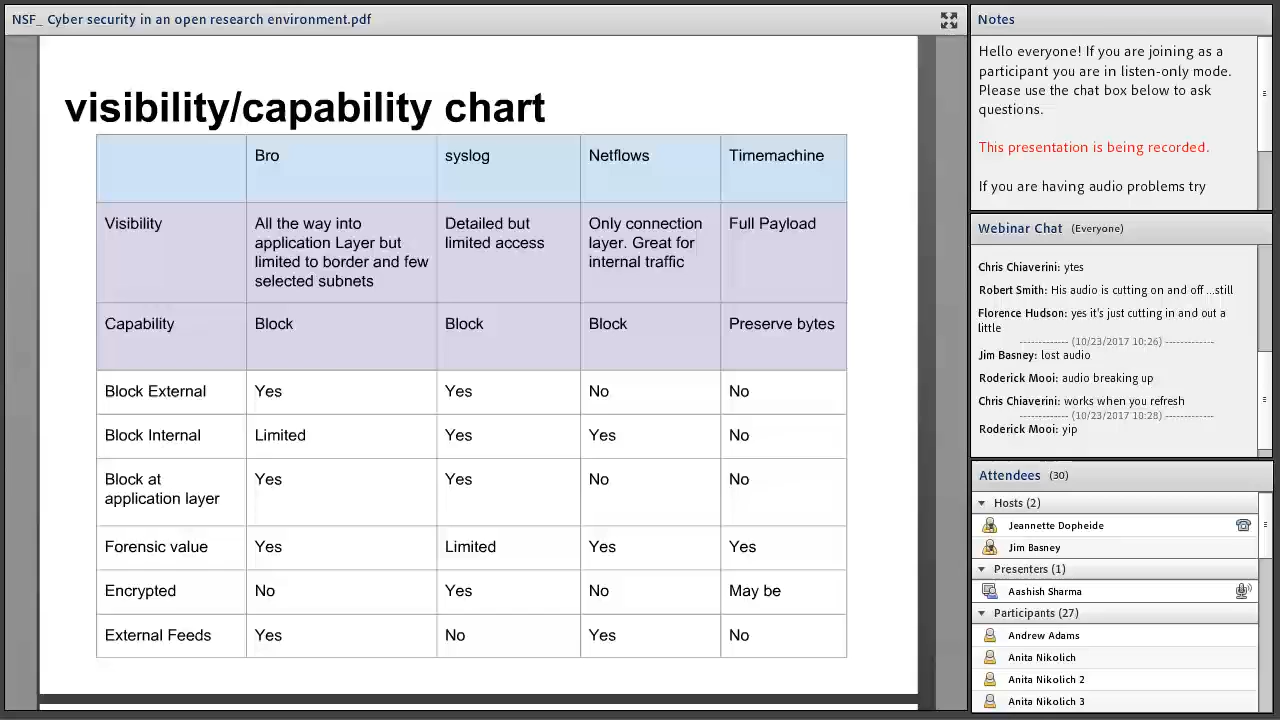 NSF_ Cyber security in an open research environment.pdf
visibility/capability chart
Bro
syslog
Netflows
Timemachine
Visibility
All the way into
application Layer but
limited to border and few
selected subnets
Detailed but
limited access
Only connection
layer. Great for
internal traffic
Full Payload
Capability
Block
Block
Block
Preserve bytes
Block External
Yes
Yes
No
No
Block Internal
Limited
Yes
Yes
No
Block at
application layer
Yes
Yes
No
No
Forensic value
Yes
Limited
Yes
Yes
Encrypted
No
Yes
No
May be
External Feeds
Yes
No
Yes
No
Notes
Hello everyone! If you are joining as a
participant you are in listen-only mode.
Please use the chat box below to ask
questions.
This presentation is being recorded.
If you are having audio problems try
Webinar Chat (Everyone)
Chris Chiaverini: ytes
Robert Smith: His audio is cutting on and off ...still
Florence Hudson: yes it's just cutting in and out a
little
------------- (10/23/2017 10:26) -------------
Jim Basney: lost audio
Roderick Mooi: audio breaking up
Chris Chiaverini: works when you refresh
------------- (10/23/2017 10:28) -------------
Roderick Mooi: yip
Attendees (30)
Hosts (2)
Jeannette Dopheide
Jim Basney
Presenters (1)
Aashish Sharma
Participants (27)
Andrew Adams
Anita Nikolich
Anita Nikolich 2
Anita Nikolich 3